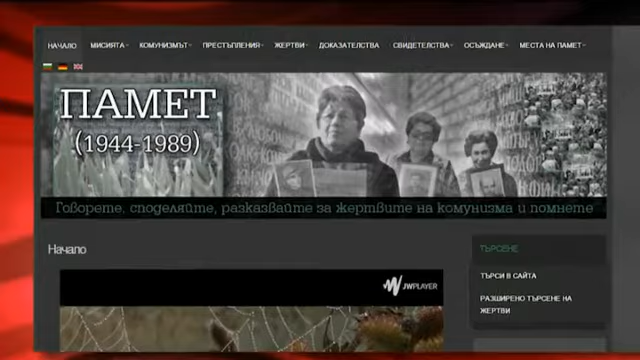 НАЧАЛО МИСИЯТА КОМУНИЗМЪТ ПРЕСТЪПЛЕНИЯ ЖЕРТВИ ДОКАЗАТЕЛСТВА СВИДЕТЕЛСТВА ОСЪЖДАНЕ МЕСТА НА ПАМЕТ
ПАМЕТ
(1944-1989)
Говорете, споделяйте, разказвайте за жертвите на комунизма и помнете
Начало
ТЪРСЕНЕ
JWPLAYER
ТЪРСИ В САЙТА
РАЗШИРЕНО ТЪРСЕНЕ НА
ЖЕРТВИ